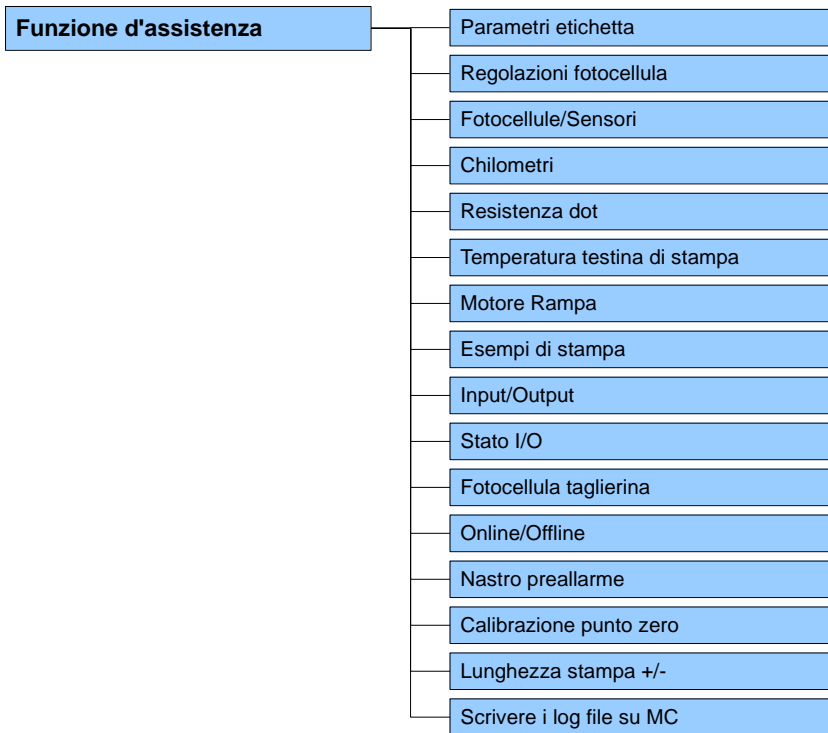 Funzione d'assistenza
Parametri etichetta
Regolazioni fotocellula
Fotocellule/Sensori
Chilometri
Resistenza dot
Temperatura testina di stampa
Motore Rampa
Esempi di stampa
Input/Output
Stato I/O
Fotocellula taglierina
Online/Offline
Nastro preallarme
Calibrazione punto zero
Lunghezza stampa +/-
Scrivere i log file su MC